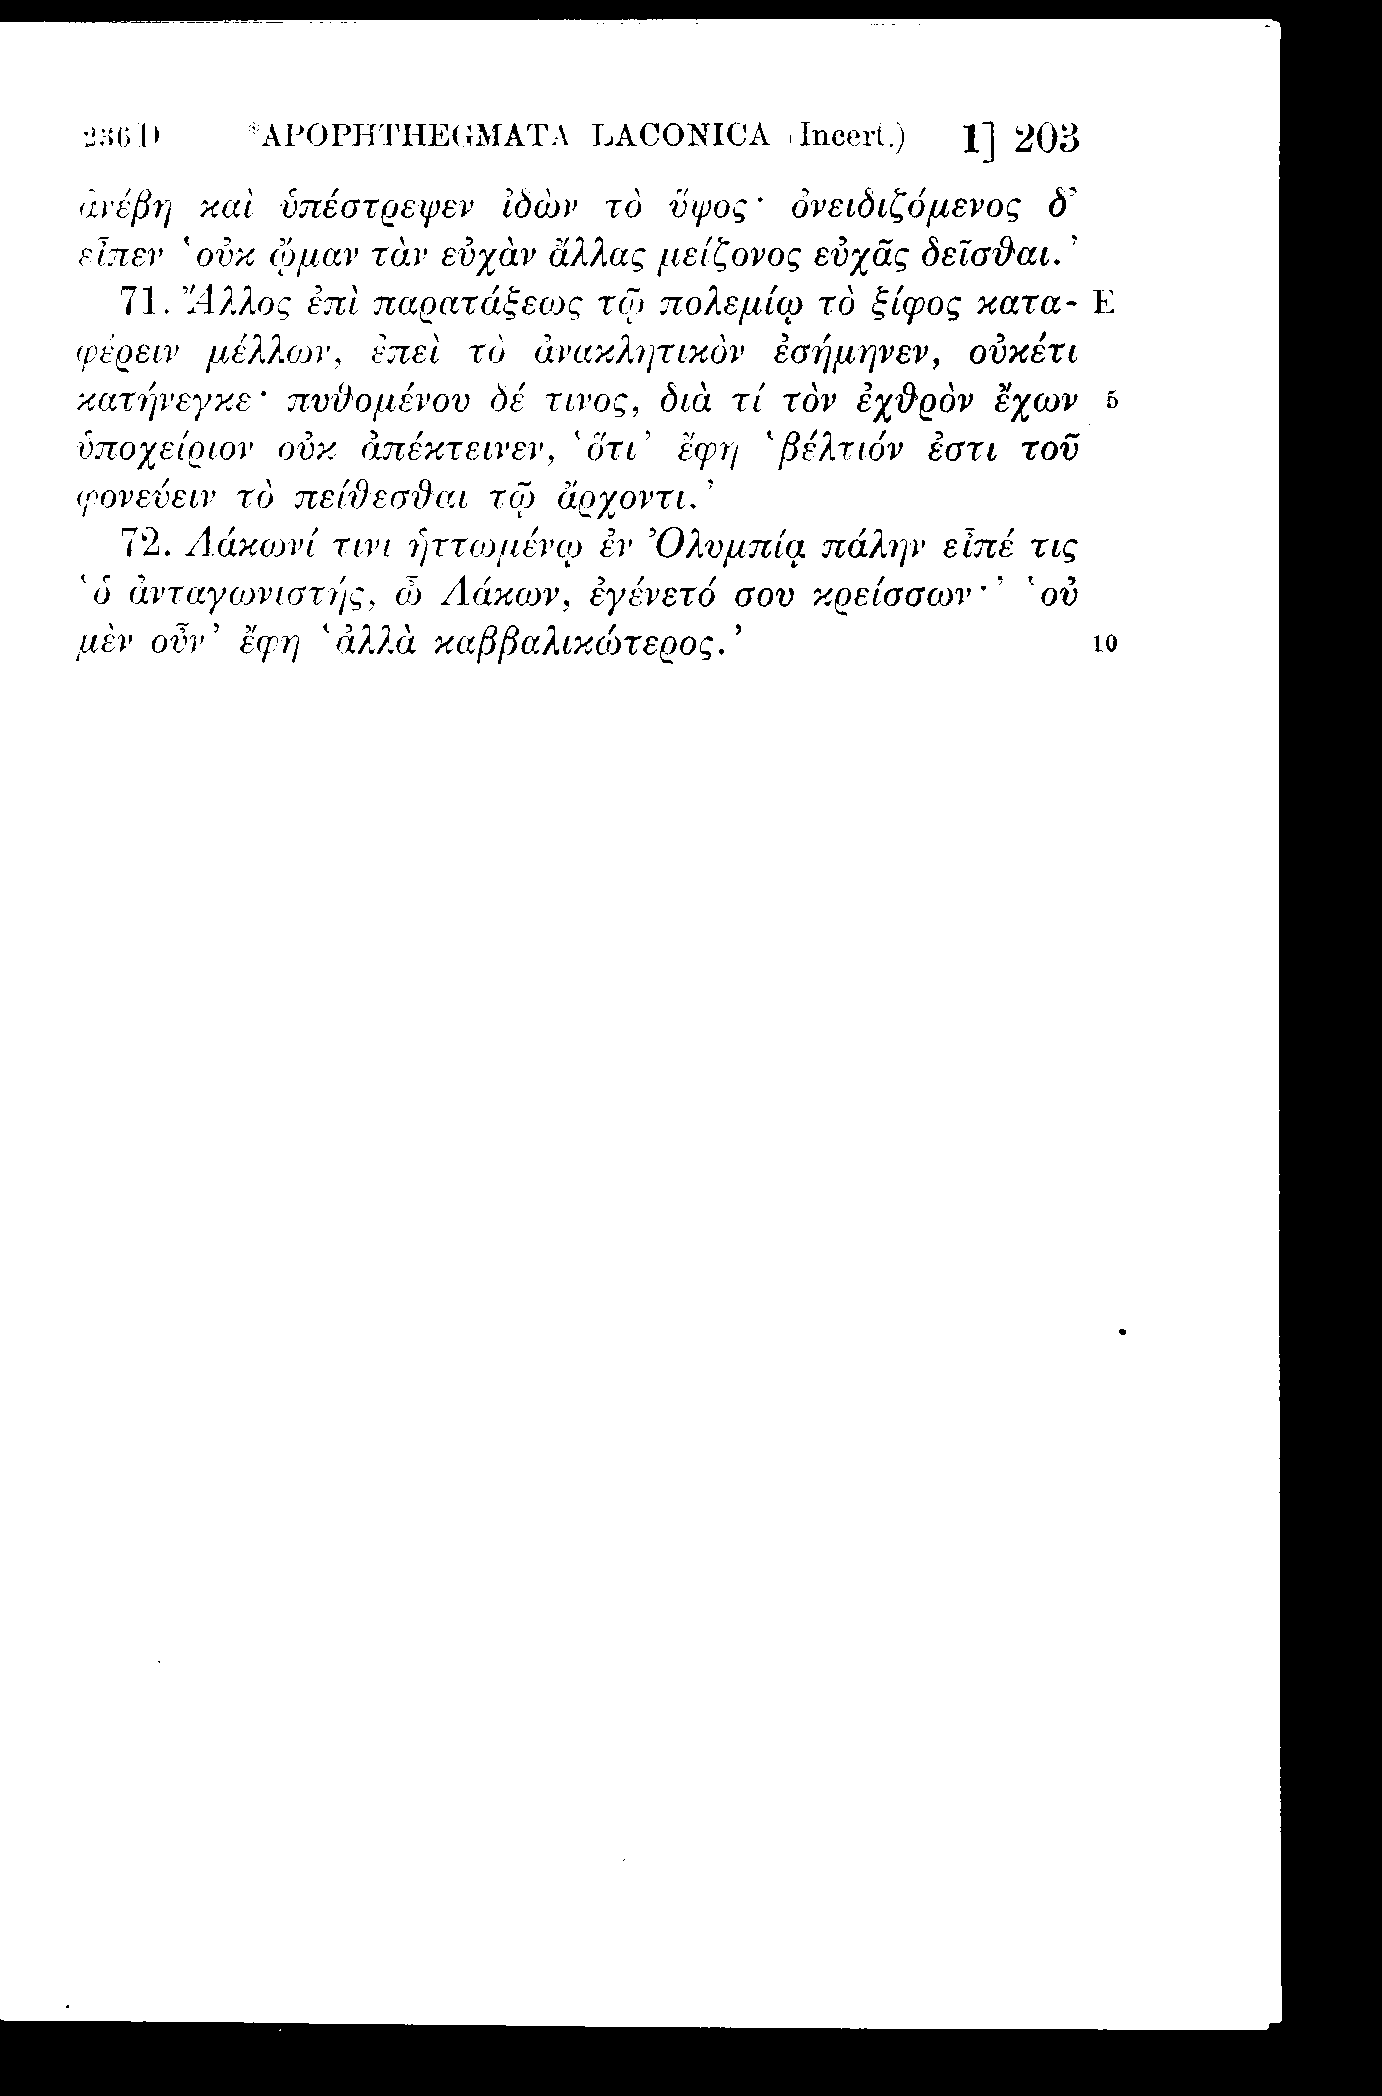 236 D *APOPHTHEGMATA LACONICA (Incert.) 1] 203
ἀνέβη καὶ ὑπέστρεψεν ἰδὼν τὸ ὕψος· ὀνειδιζόμενος δ’
εἶπεν ‘οὐκ ᾤμαν τὰν εὐχὰν ἄλλας μείζονος εὐχᾶς δεῖσθαι.’
71. Ἄλλος ἐπὶ παρατάξεως τῷ πολεμίῳ τὸ ξίφος κατα- E
φέρειν μέλλων, ἐπεὶ τὸ ἀνακλητικὸν ἐσήμηνεν, οὐκέτι
κατήνεγκε· πυθομένου δέ τινος, διὰ τί τὸν ἐχθρὸν ἔχων 5
ὑποχείριον οὐκ ἀπέκτεινεν, ‘ὅτι’ ἔφη ‘βέλτιόν ἐστι τοῦ
φονεύειν τὸ πείθεσθαι τῷ ἄρχοντι.’
72. Λάκωνί τινι ἡττωμένῳ ἐν Ὀλυμπίᾳ πάλην εἶπέ τις
‘ὁ ἀνταγωνιστής, ὦ Λάκων, ἐγένετό σου κρείσσων·’ ‘οὐ
μὲν οὖν’ ἔφη ‘ἀλλὰ καββαλικώτερος.’ 10